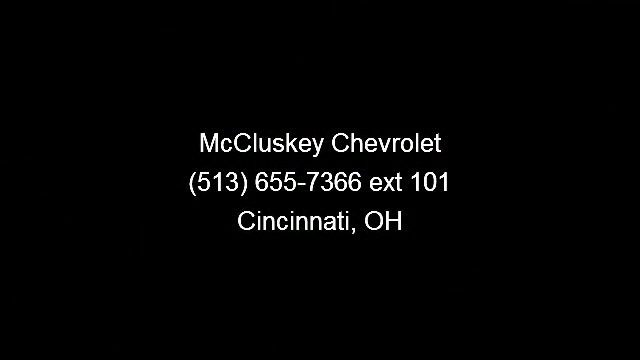 McCluskey Chevrolet
(513) 655-7366 ext 101
Cincinnati, OH